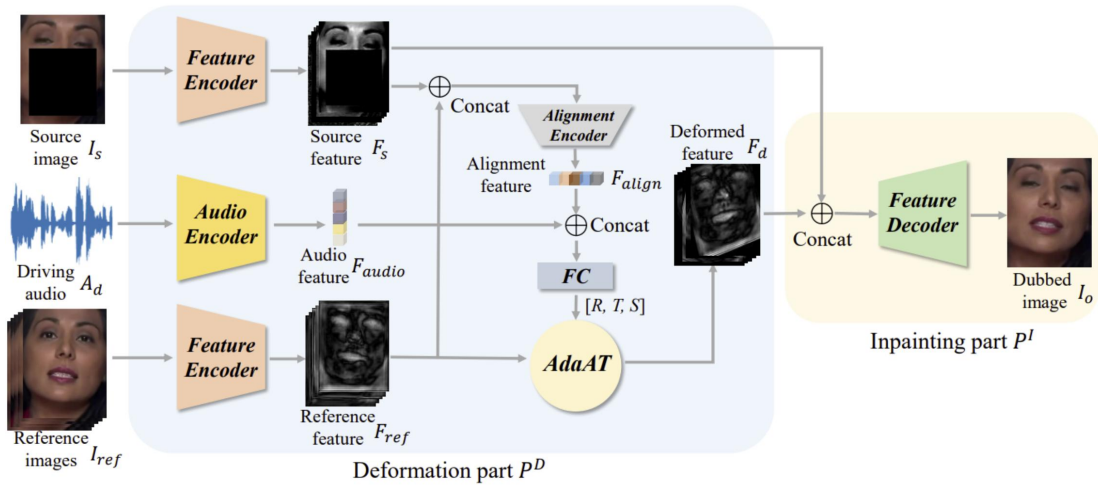 Feature
Encoder
Source
image I_s
Source
feature F_s
Concat
Alignment
Encoder
Alignment
feature F_align
Deformed
feature F_d
Audio
Encoder
Driving
audio A_d
Audio
feature F_audio
Concat
FC
[R, T, S]
AdaAT
Feature
Encoder
Reference
images I_ref
Reference
feature F_ref
Deformation part P^D
Concat
Feature
Decoder
Dubbed
image I_o
Inpainting part P^I